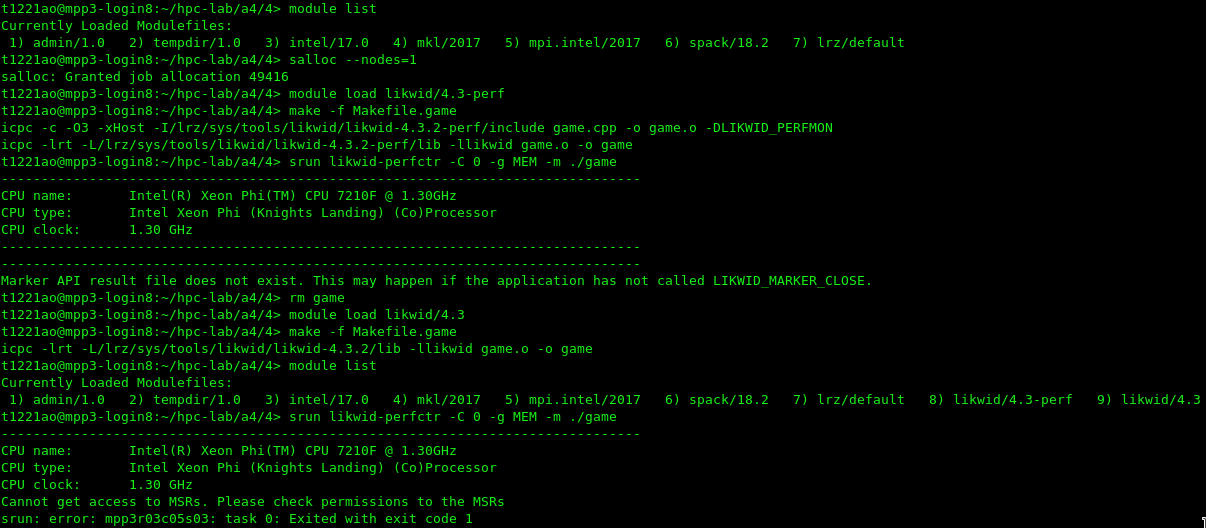 t1221ao@mpp3-login8:~/hpc-lab/a4/4> module list
Currently Loaded Modulefiles:
 1) admin/1.0   2) tempdir/1.0   3) intel/17.0   4) mkl/2017   5) mpi.intel/2017   6) spack/18.2   7) lrz/default
t1221ao@mpp3-login8:~/hpc-lab/a4/4> salloc --nodes=1
salloc: Granted job allocation 49416
t1221ao@mpp3-login8:~/hpc-lab/a4/4> module load likwid/4.3-perf
t1221ao@mpp3-login8:~/hpc-lab/a4/4> make -f Makefile.game
icpc -c -O3 -xHost -I/lrz/sys/tools/likwid/likwid-4.3.2-perf/include game.cpp -o game.o -DLIKWID_PERFMON
icpc -lrt -L/lrz/sys/tools/likwid/likwid-4.3.2-perf/lib -llikwid game.o -o game
t1221ao@mpp3-login8:~/hpc-lab/a4/4> srun likwid-perfctr -C 0 -g MEM -m ./game
--------------------------------------------------------------------------------
CPU name:       Intel(R) Xeon Phi(TM) CPU 7210F @ 1.30GHz
CPU type:       Intel Xeon Phi (Knights Landing) (Co)Processor
CPU clock:      1.30 GHz
--------------------------------------------------------------------------------
--------------------------------------------------------------------------------
Marker API result file does not exist. This may happen if the application has not called LIKWID_MARKER_CLOSE.
t1221ao@mpp3-login8:~/hpc-lab/a4/4> rm game
t1221ao@mpp3-login8:~/hpc-lab/a4/4> module load likwid/4.3
t1221ao@mpp3-login8:~/hpc-lab/a4/4> make -f Makefile.game
icpc -lrt -L/lrz/sys/tools/likwid/likwid-4.3.2/lib -llikwid game.o -o game
t1221ao@mpp3-login8:~/hpc-lab/a4/4> module list
Currently Loaded Modulefiles:
 1) admin/1.0   2) tempdir/1.0   3) intel/17.0   4) mkl/2017   5) mpi.intel/2017   6) spack/18.2   7) lrz/default   8) likwid/4.3-perf   9) likwid/4.3
t1221ao@mpp3-login8:~/hpc-lab/a4/4> srun likwid-perfctr -C 0 -g MEM -m ./game
--------------------------------------------------------------------------------
CPU name:       Intel(R) Xeon Phi(TM) CPU 7210F @ 1.30GHz
CPU type:       Intel Xeon Phi (Knights Landing) (Co)Processor
CPU clock:      1.30 GHz
Cannot get access to MSRs. Please check permissions to the MSRs
srun: error: mpp3r03c05s03: task 0: Exited with exit code 1